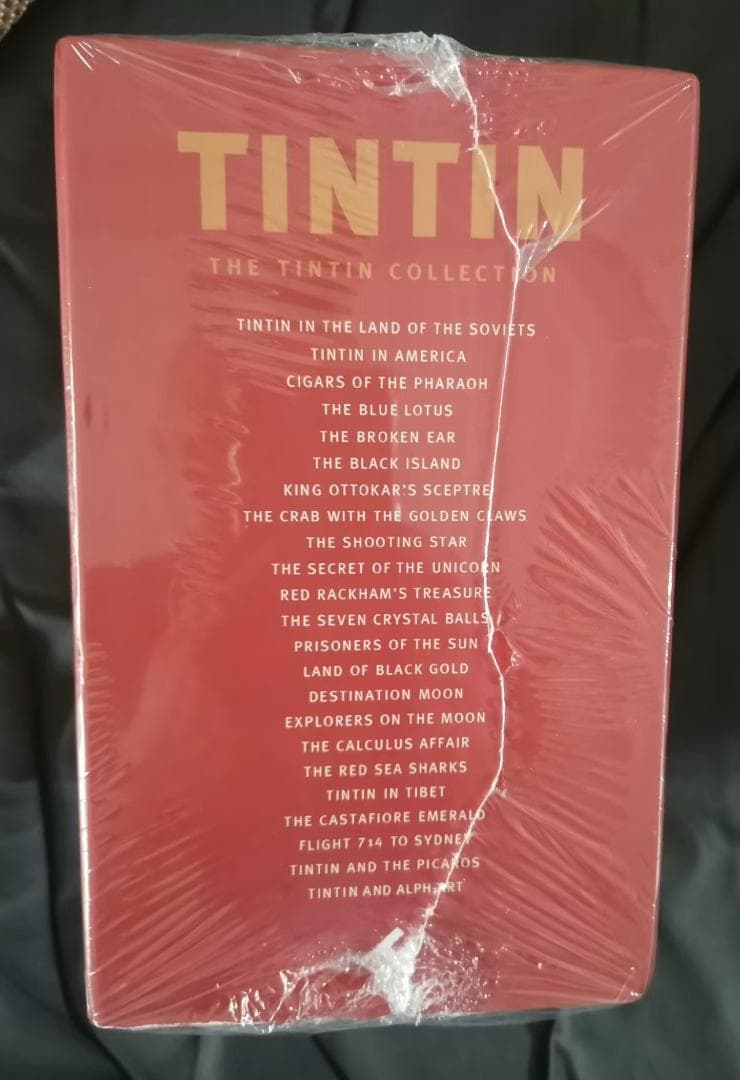 TINTIN
THE TINTIN COLLECTION
TINTIN IN THE LAND OF THE SOVIETS
TINTIN IN AMERICA
CIGARS OF THE PHARAOH
THE BLUE LOTUS
THE BROKEN EAR
THE BLACK ISLAND
KING OTTOKAR'S SCEPTRE
THE CRAB WITH THE GOLDEN CLAWS
THE SHOOTING STAR
THE SECRET OF THE UNICORN
RED RACKHAM'S TREASURE
THE SEVEN CRYSTAL BALLS
PRISONERS OF THE SUN
LAND OF BLACK GOLD
DESTINATION MOON
EXPLORERS ON THE MOON
THE CALCULUS AFFAIR
THE RED SEA SHARKS
TINTIN IN TIBET
THE CASTAFIORE EMERALD
FLIGHT 714 TO SYDNEY
TINTIN AND THE PICAROS
TINTIN AND ALPH-ART